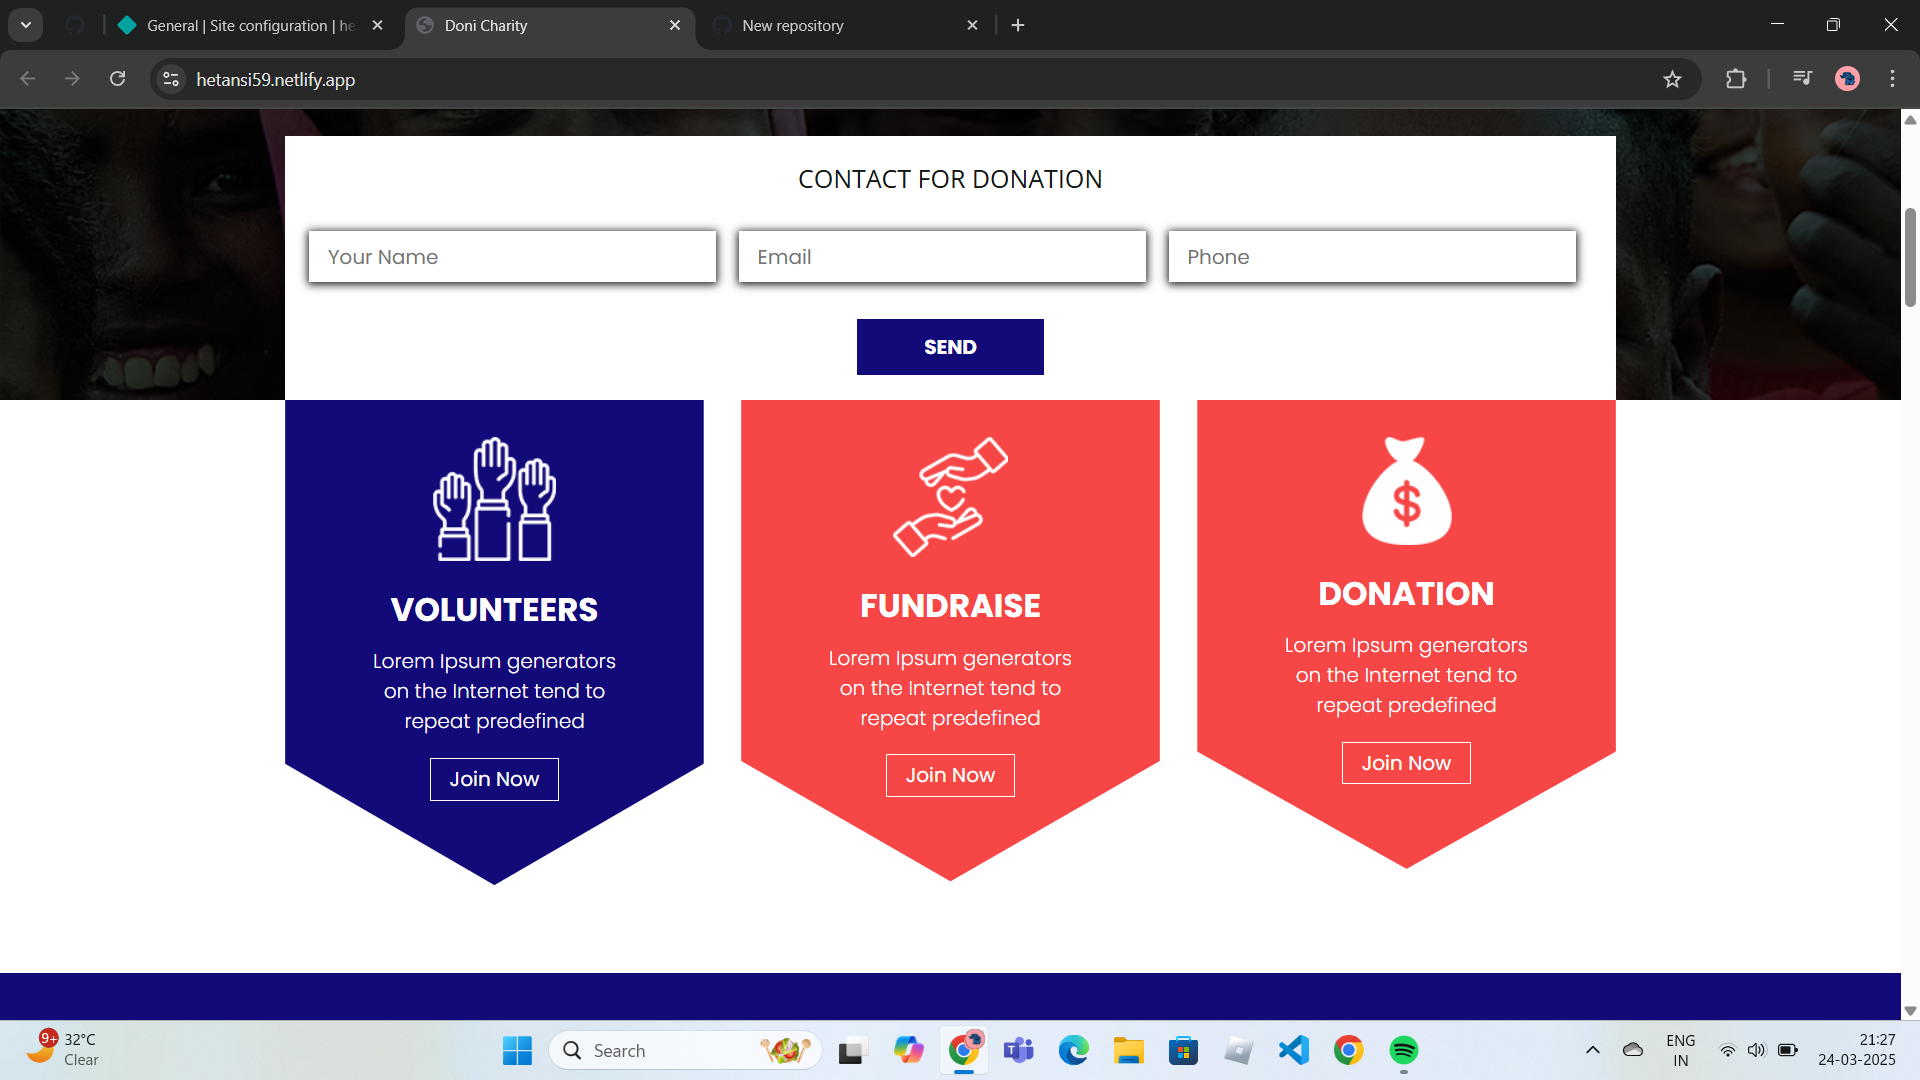 General | Site configuration | he
Doni Charity
New repository
hetansi59.netlify.app
CONTACT FOR DONATION
Your Name
Email
Phone
SEND
VOLUNTEERS
Lorem Ipsum generators
on the Internet tend to
repeat predefined
Join Now
FUNDRAISE
Lorem Ipsum generators
on the Internet tend to
repeat predefined
Join Now
$
DONATION
Lorem Ipsum generators
on the Internet tend to
repeat predefined
Join Now
9+
32°C
Clear
Search
ENG
IN
21:27
24-03-2025